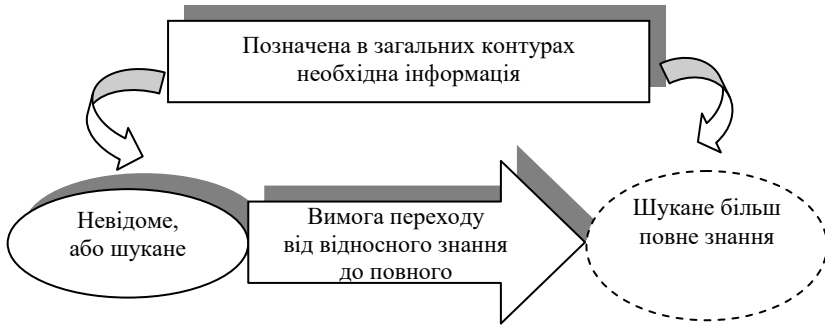 Позначена в загальних контурах
необхідна інформація
Невідоме,
або шукане
Вимога переходу
від відносного знання
до повного
Шукане більш
повне знання